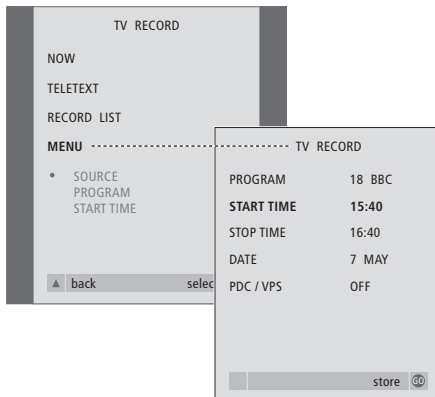 TV RECORD
NOW
TELETEXT
RECORD LIST
MENU
• SOURCE
PROGRAM
START TIME
▲ back selec
TV RECORD
PROGRAM 18 BBC
START TIME 15:40
STOP TIME 16:40
DATE 7 MAY
PDC / VPS OFF
store GO